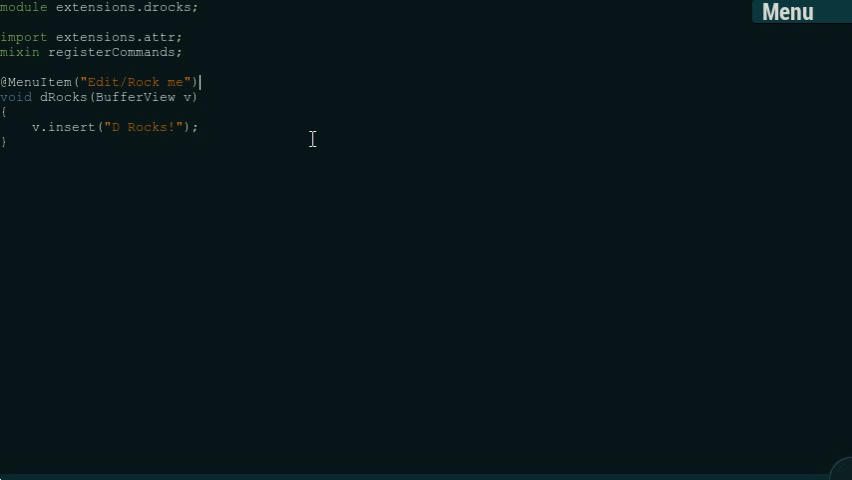 module extensions.drocks;
Menu
import extensions.attr;
mixin registerCommands;
@MenuItem("Edit/Rock me")
void dRocks(BufferView v)
{
    v.insert("D Rocks!");
}